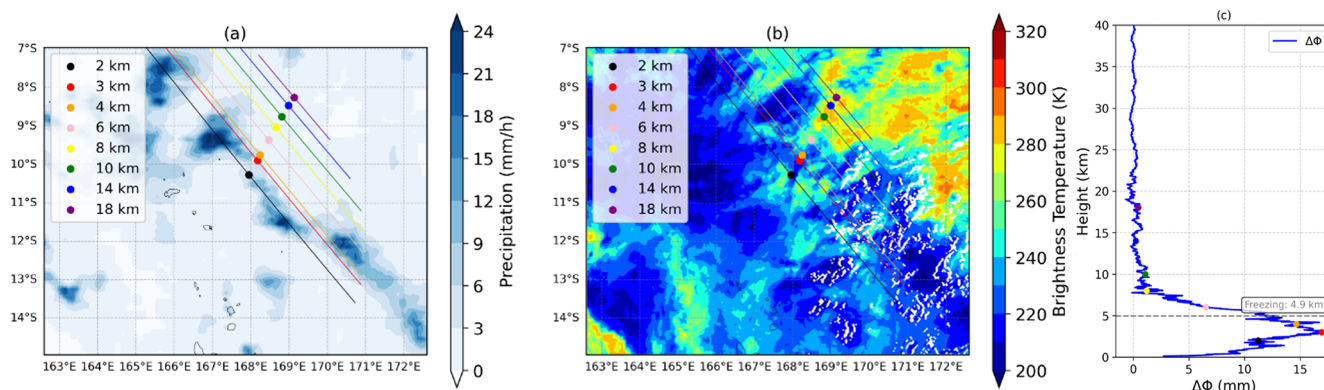 (a)
7°S
8°S
9°S
10°S
11°S
12°S
13°S
14°S
163°E 164°E 165°E 166°E 167°E 168°E 169°E 170°E 171°E 172°E
2 km
3 km
4 km
6 km
8 km
10 km
14 km
18 km
24
21
18
15
12
9
6
3
0
Precipitation (mm/h)
(b)
7°S
8°S
9°S
10°S
11°S
12°S
13°S
14°S
163°E 164°E 165°E 166°E 167°E 168°E 169°E 170°E 171°E 172°E
2 km
3 km
4 km
6 km
8 km
10 km
14 km
18 km
320
300
280
260
240
220
200
Brightness Temperature (K)
(c)
ΔΦ
40
35
30
25
20
15
10
5
0
Height (km)
Freezing: 4.9 km
0 5 10 15
ΔΦ (mm)